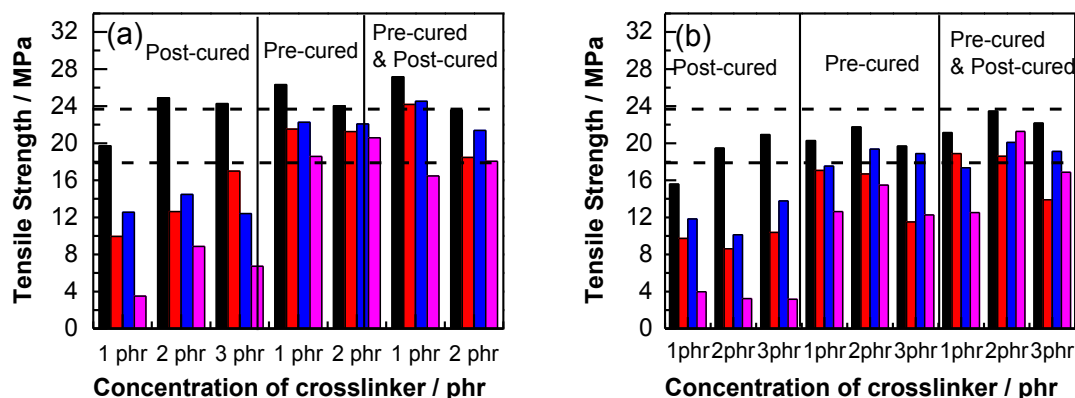 (a)
Post-cured
Pre-cured
Pre-cured
& Post-cured
Tensile Strength / MPa
32
28
24
20
16
12
8
4
0
1 phr 2 phr 3 phr 1 phr 2 phr 1 phr 2 phr
Concentration of crosslinker / phr
(b)
Post-cured
Pre-cured
Pre-cured
& Post-cured
Tensile Strength / MPa
32
28
24
20
16
12
8
4
0
1phr 2phr 3phr 1phr 2phr 3phr 1phr 2phr 3phr
Concentration of crosslinker / phr